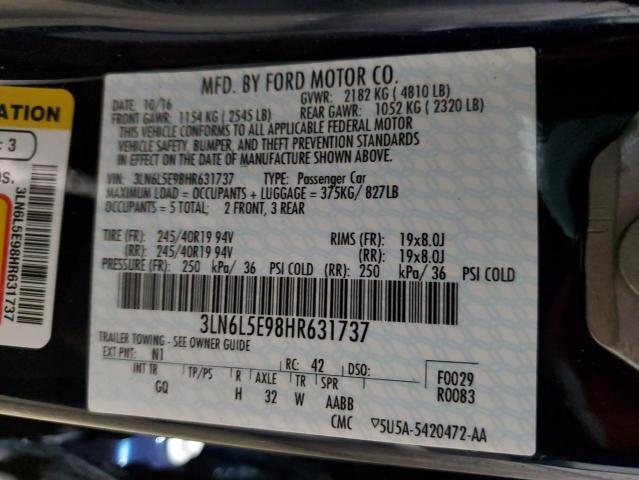 MFD. BY FORD MOTOR CO.
DATE: 10/16 GVWR: 2182 KG ( 4810 LB)
FRONT GAWR: 1154 KG ( 2545 LB) REAR GAWR: 1052 KG ( 2320 LB)
THIS VEHICLE CONFORMS TO ALL APPLICABLE FEDERAL MOTOR
VEHICLE SAFETY, BUMPER, AND THEFT PREVENTION STANDARDS
IN EFFECT ON THE DATE OF MANUFACTURE SHOWN ABOVE.
VIN: 3LN6L5E98HR631737 TYPE: Passenger Car
MAXIMUM LOAD = OCCUPANTS + LUGGAGE = 375KG/ 827LB
OCCUPANTS = 5 TOTAL; 2 FRONT, 3 REAR
TIRE (FR): 245/40R19 94V RIMS (FR): 19x8.0J
(RR): 245/40R19 94V (RR): 19x8.0J
PRESSURE (FR): 250 kPa/ 36 PSI COLD (RR): 250 kPa/ 36 PSI COLD
3LN6L5E98HR631737
TRAILER TOWING - SEE OWNER GUIDE
EXT PNT: N1 RC: 42 DSO:
INT TR TP/PS R AXLE TR SPR
GQ H 32 W AABB
F0029
R0083
CMC ▽5U5A-5420472-AA
ATION
: 3
OS.
3LN6L5E98HR631737